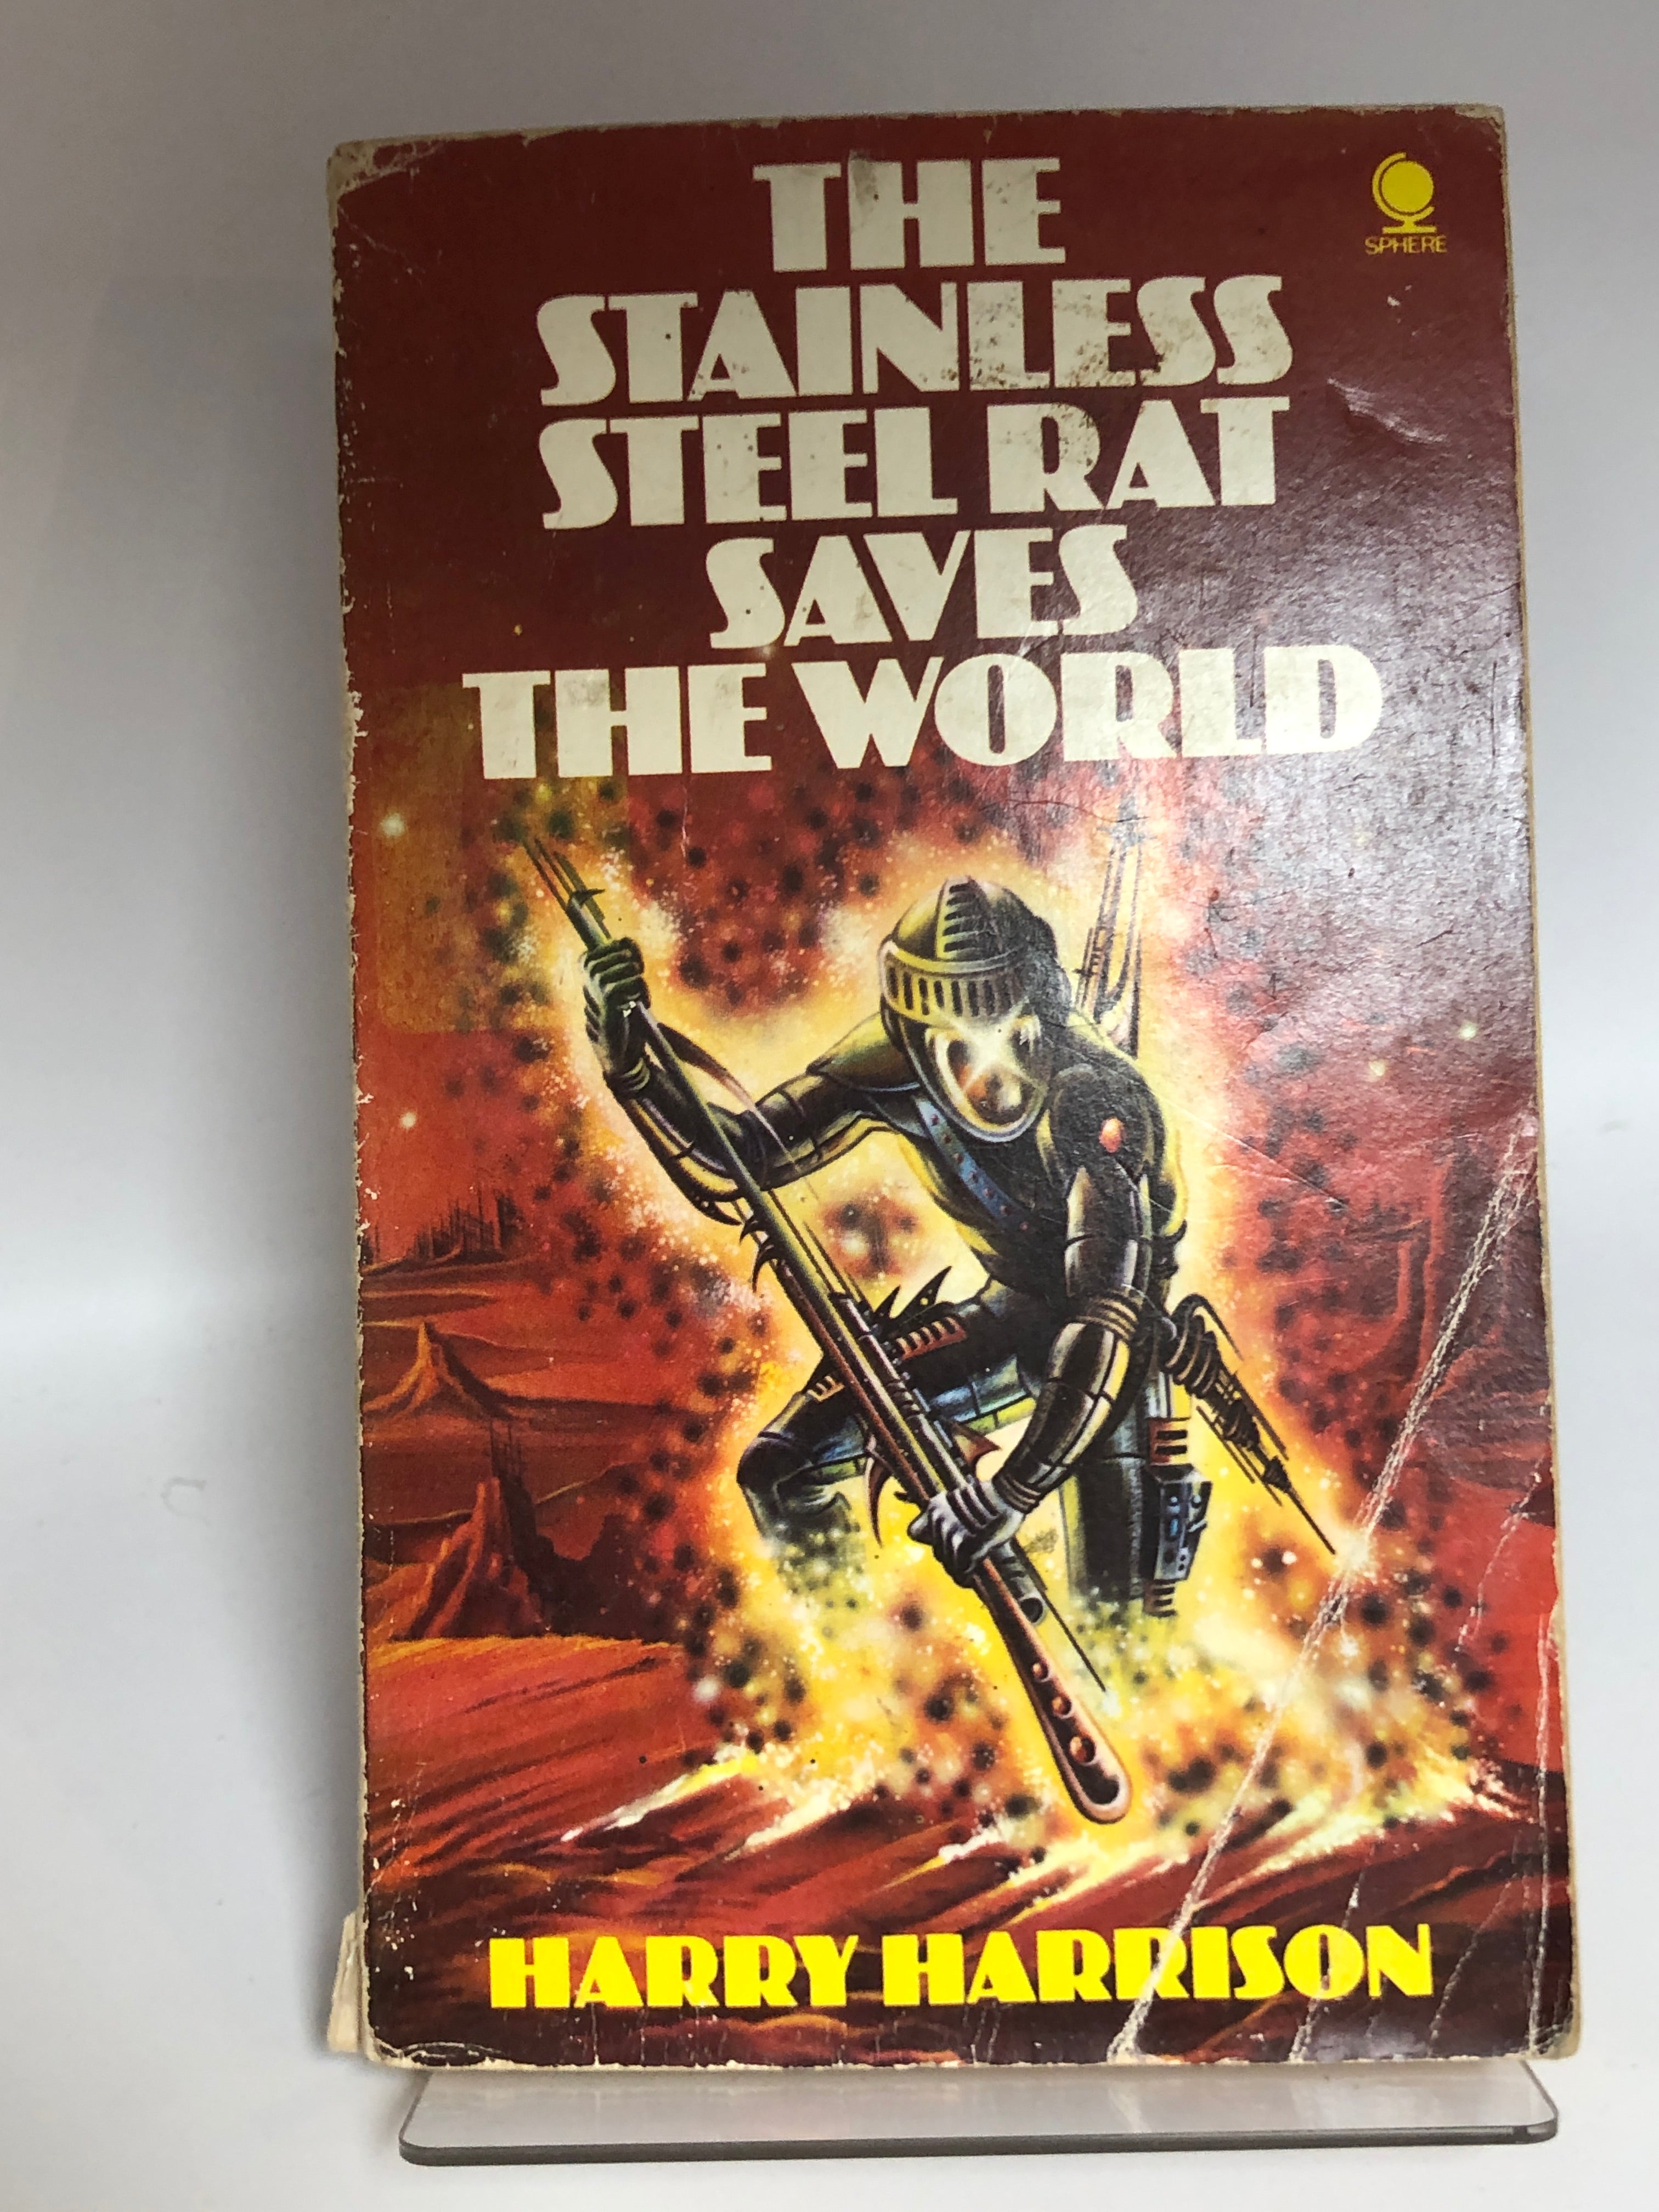 THE
SPHERE
STAINLESS
STEEL RAT
SAVES
THE WORLD
HARRY HARRISON